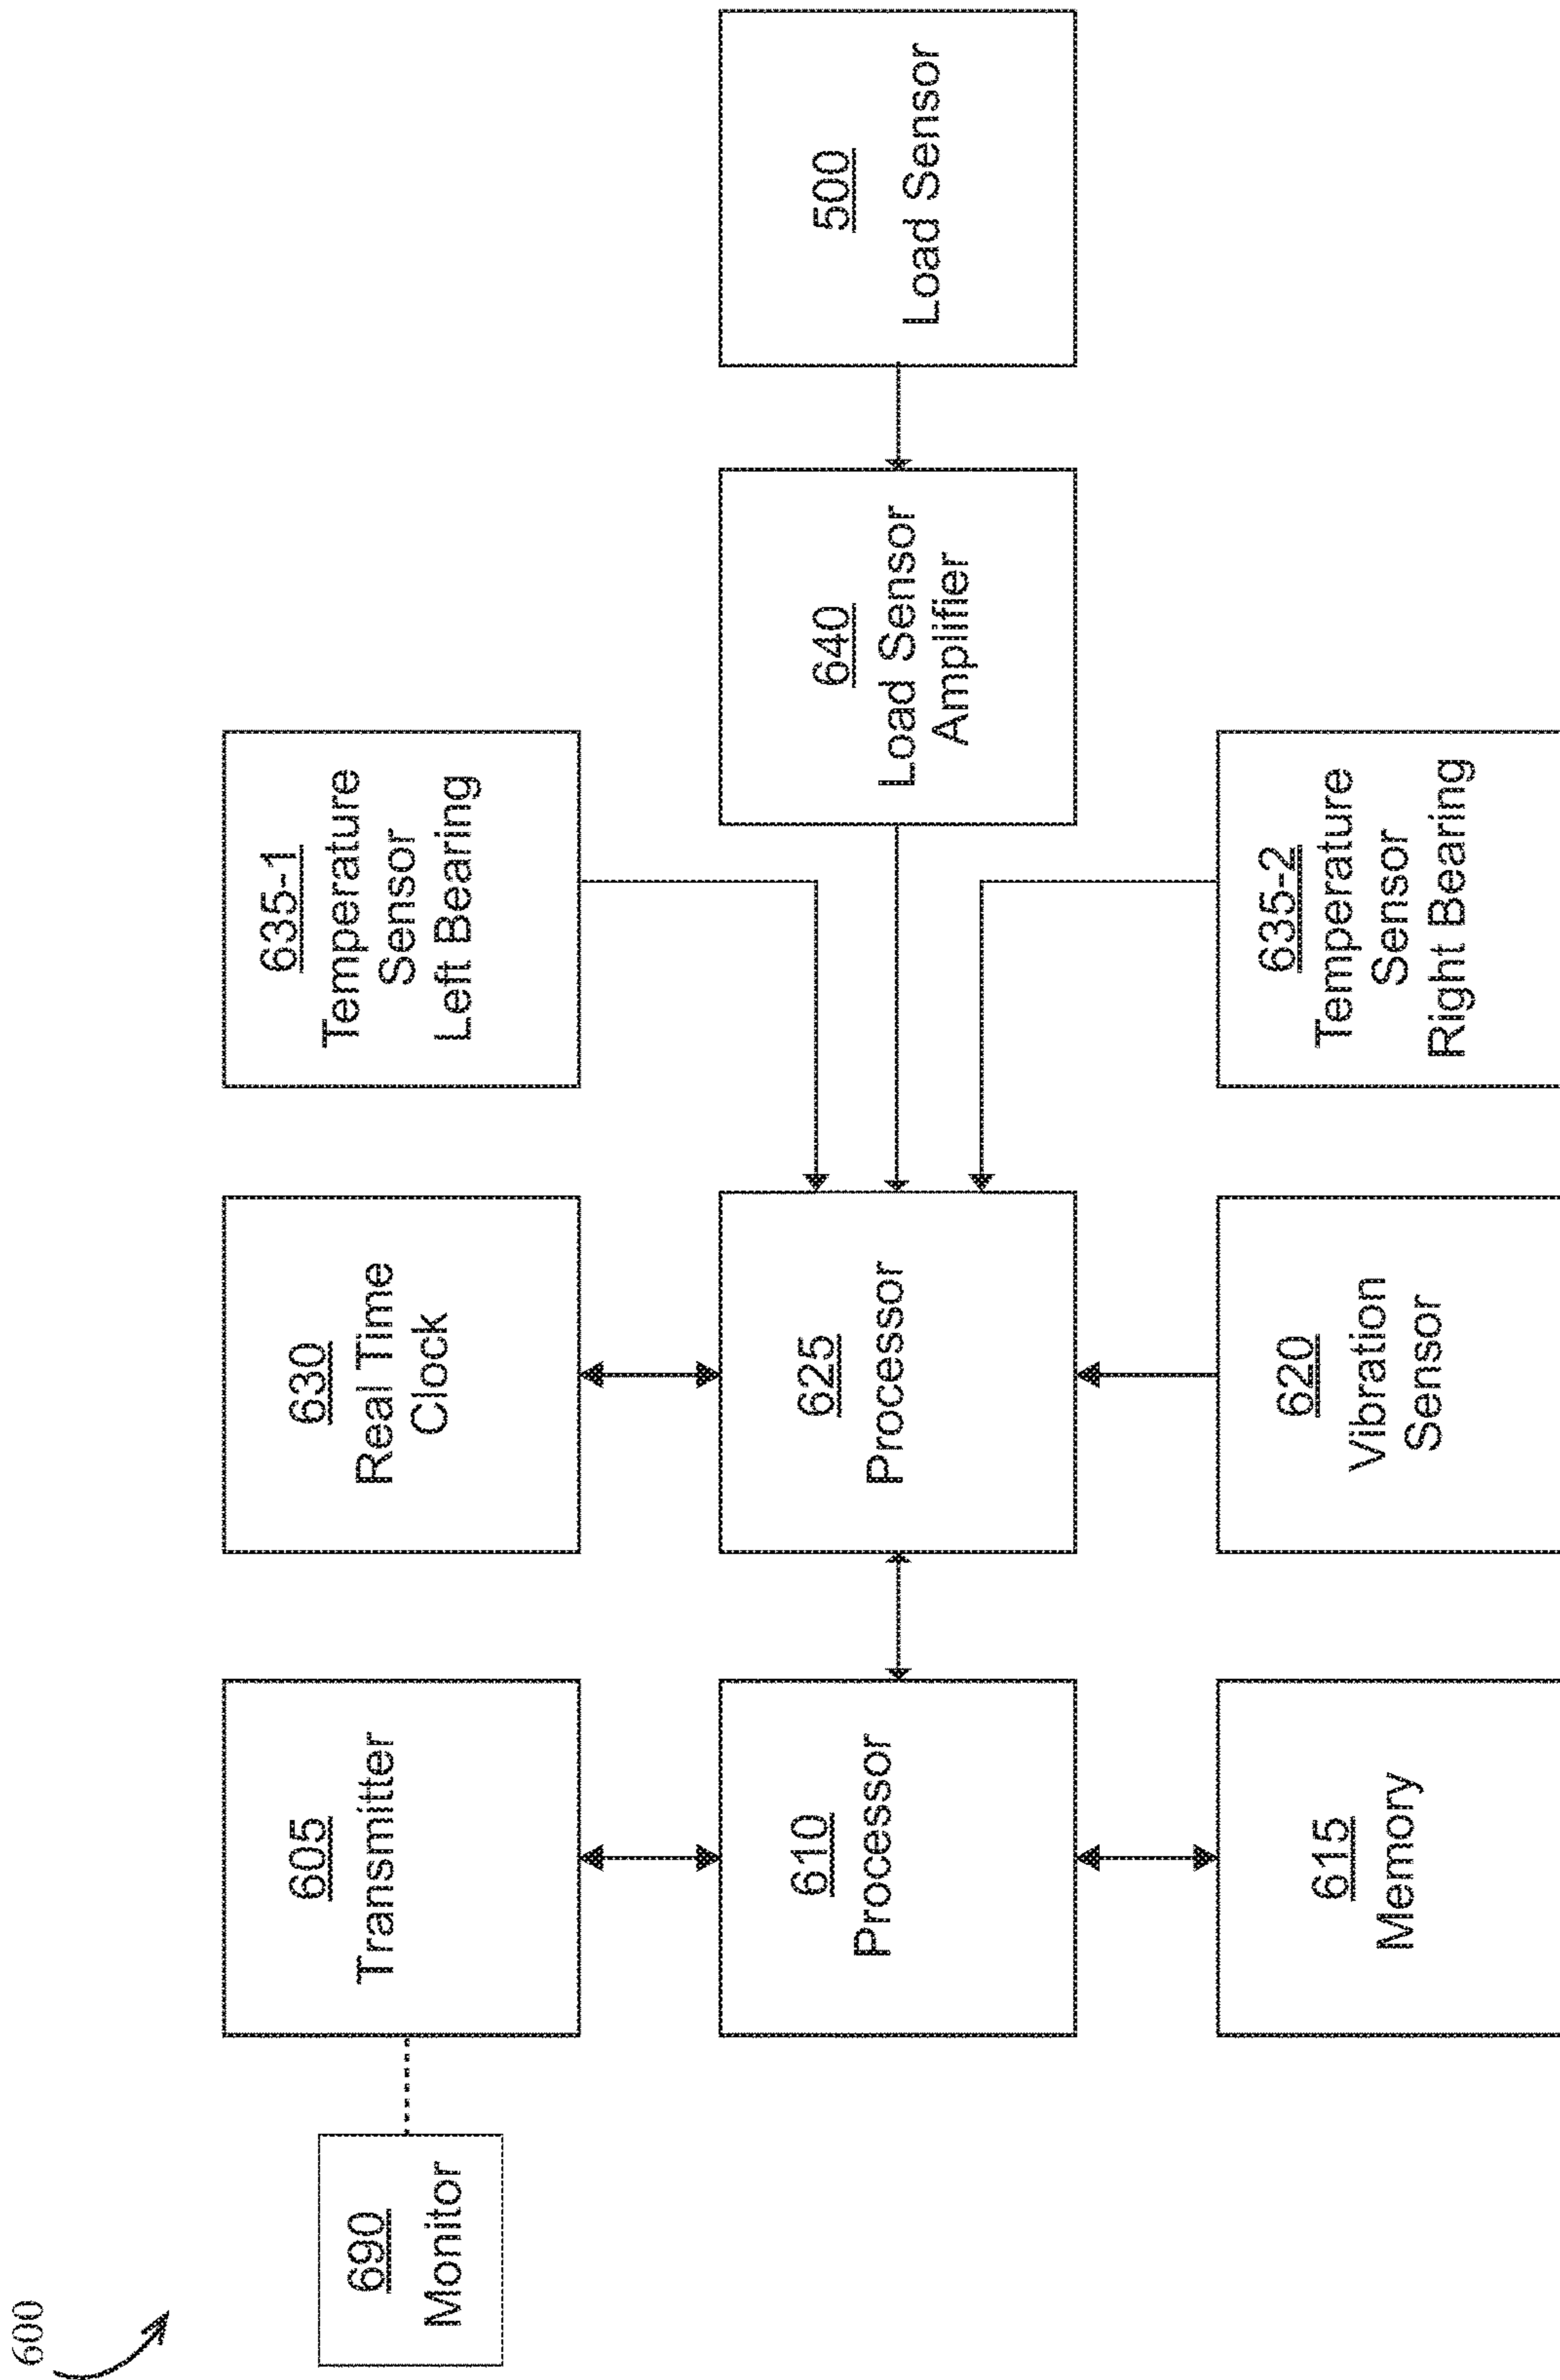 600
690
Monitor
605
Transmitter
630
Real Time
Clock
635-1
Temperature
Sensor
Left Bearing
610
Processor
625
Processor
640
Load Sensor
Amplifier
500
Load Sensor
615
Memory
620
Vibration
Sensor
635-2
Temperature
Sensor
Right Bearing